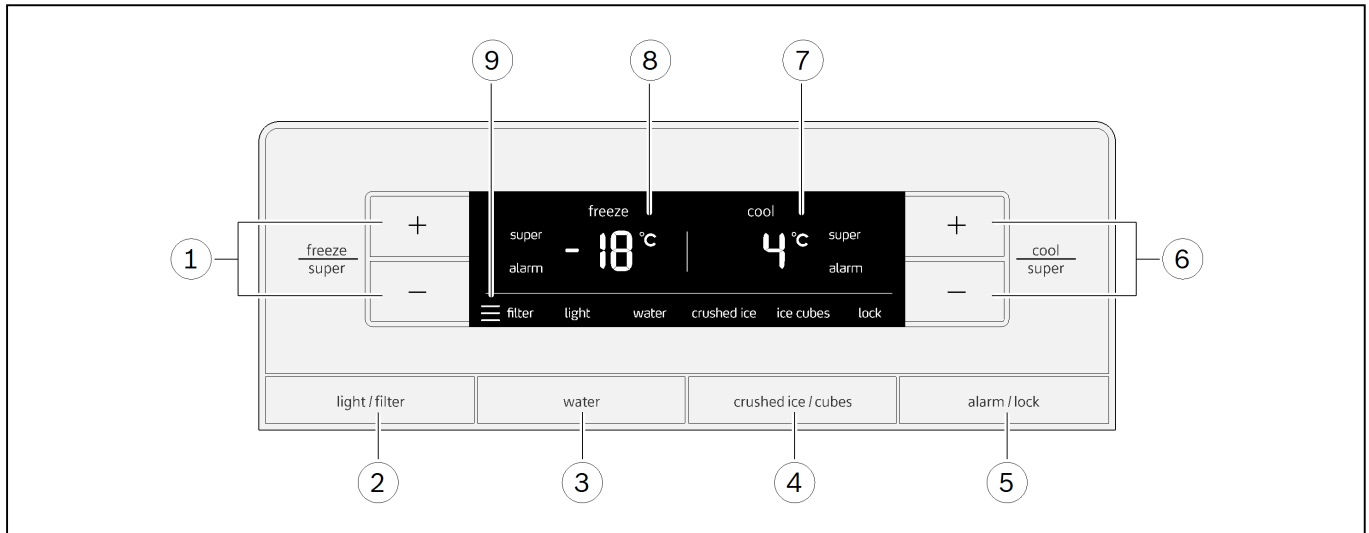 9 8 7
freeze cool
+ super - 18 °C 4 °C super +
1 freeze super cool super 6
− alarm alarm −
filter light water crushed ice ice cubes lock
light / filter water crushed ice / cubes alarm / lock
2 3 4 5